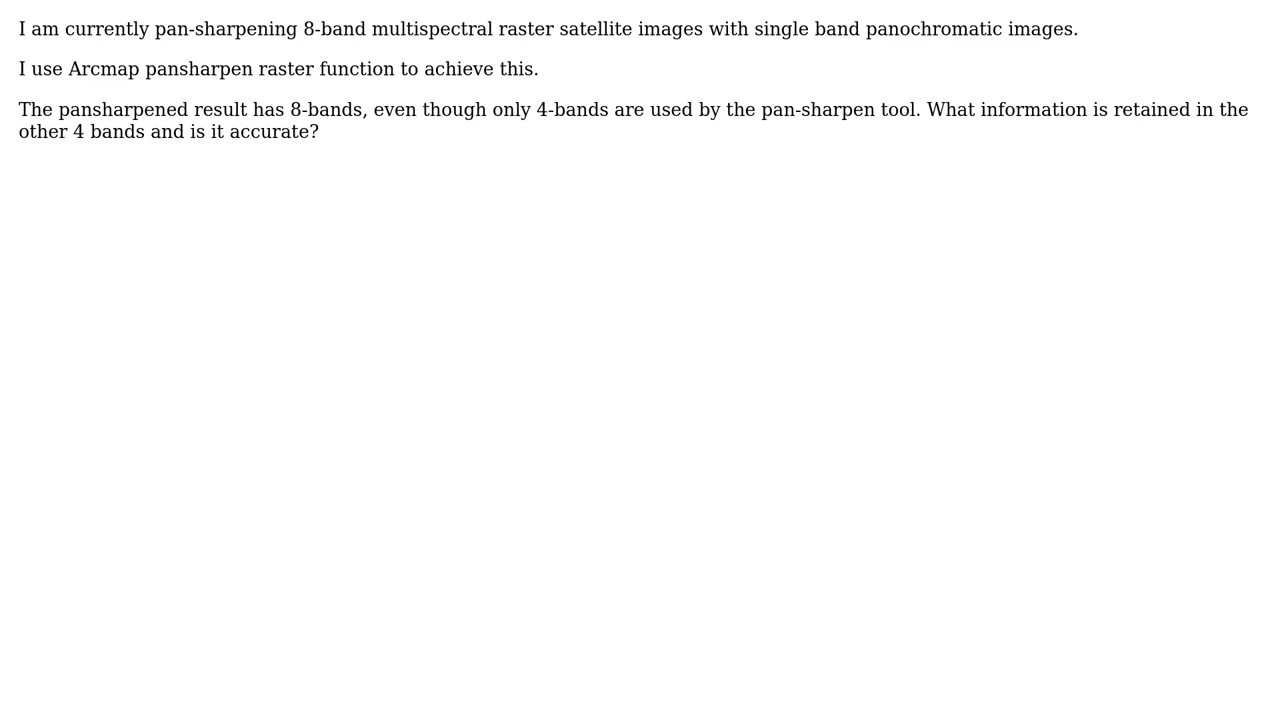 I am currently pan-sharpening 8-band multispectral raster satellite images with single band panochromatic images.
I use Arcmap pansharpen raster function to achieve this.
The pansharpened result has 8-bands, even though only 4-bands are used by the pan-sharpen tool. What information is retained in the
other 4 bands and is it accurate?